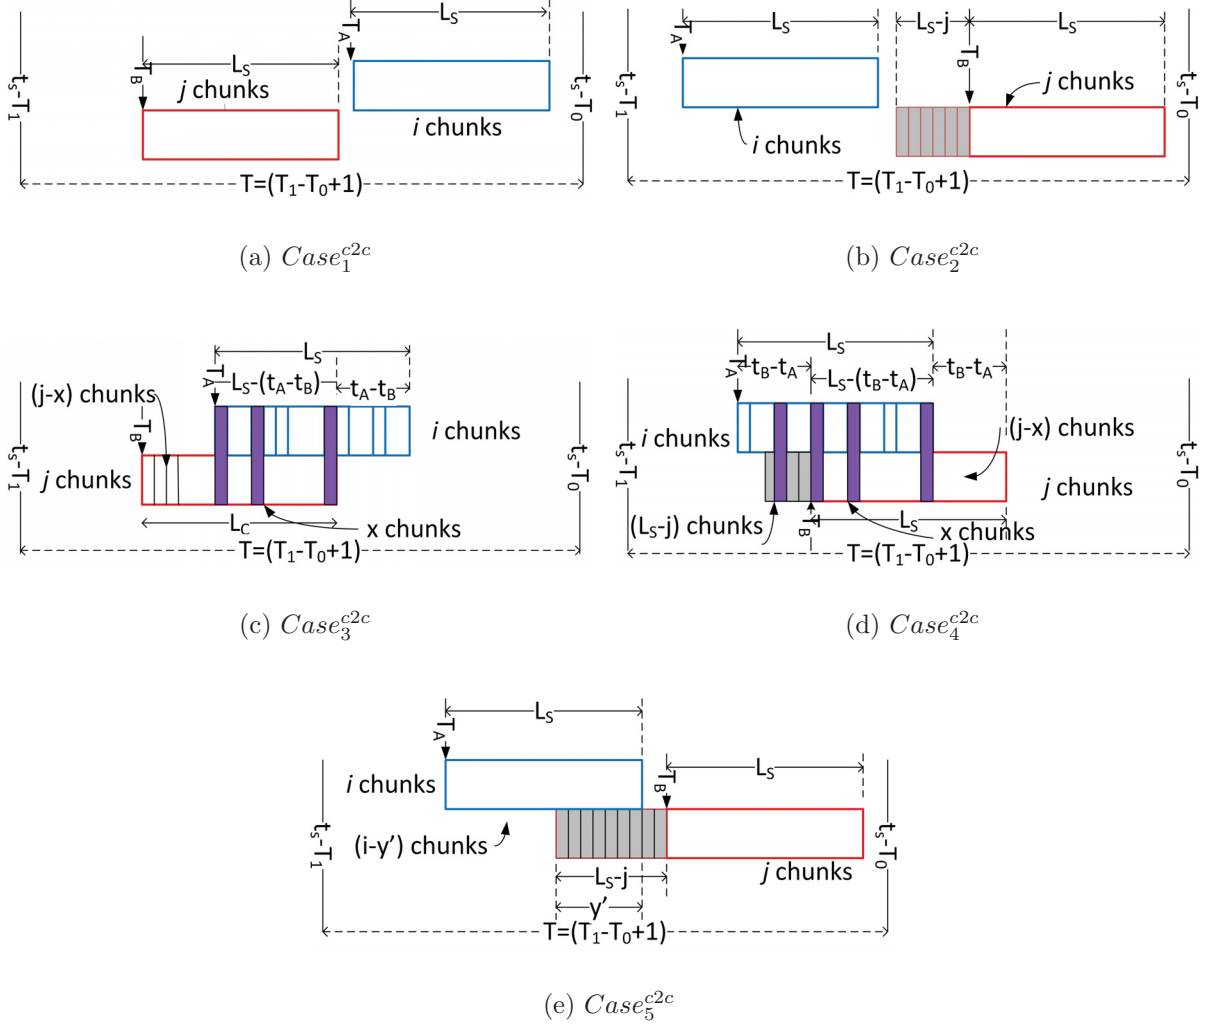 T_A
L_S
T_B
L_S
j chunks
i chunks
t_s-T_1
t_s-T_0
T=(T_1-T_0+1)
(a) Case_1^{c2c}
T_A
L_S
L_S-j
L_S
T_B
j chunks
i chunks
t_s-T_1
t_s-T_0
T=(T_1-T_0+1)
(b) Case_2^{c2c}
L_S
T_A
L_S-(t_A-t_B)
t_A-t_B
(j-x) chunks
T_B
i chunks
j chunks
t_s-T_1
t_s-T_0
L_C
x chunks
T=(T_1-T_0+1)
(c) Case_3^{c2c}
L_S
T_A
t_B-t_A
L_S-(t_B-t_A)
t_B-t_A
i chunks
(j-x) chunks
t_s-T_1
t_s-T_0
j chunks
(L_S-j) chunks
T_B
L_S
x chunks
T=(T_1-T_0+1)
(d) Case_4^{c2c}
L_S
T_A
L_S
i chunks
T_B
(i-y') chunks
t_s-T_1
t_s-T_0
L_S-j
j chunks
y'
T=(T_1-T_0+1)
(e) Case_5^{c2c}